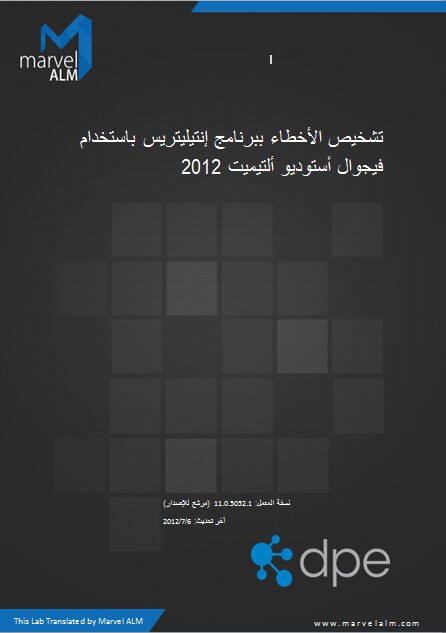 marvel
ALM
تشخيص الأخطاء ببرنامج إنتيليتريس باستخدام
فيجوال أستوديو ألتيميت 2012
نسخة المعمل: 11.0.5032.1 (مرشح للإصدار)
آخر تحديث: 2012/7/6
dpe
This Lab Translated by Marvel ALM
www.marvelalm.com